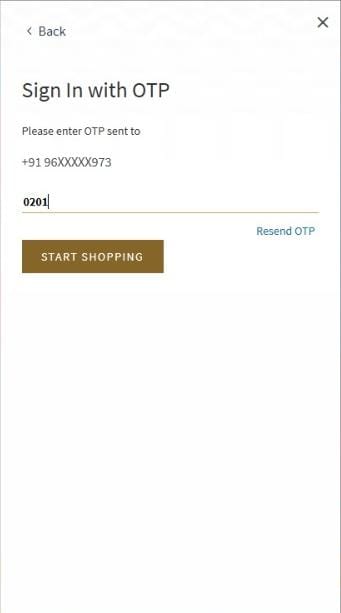 Back
Sign In with OTP
Please enter OTP sent to
+91 96XXXXX973
0201
Resend OTP
START SHOPPING